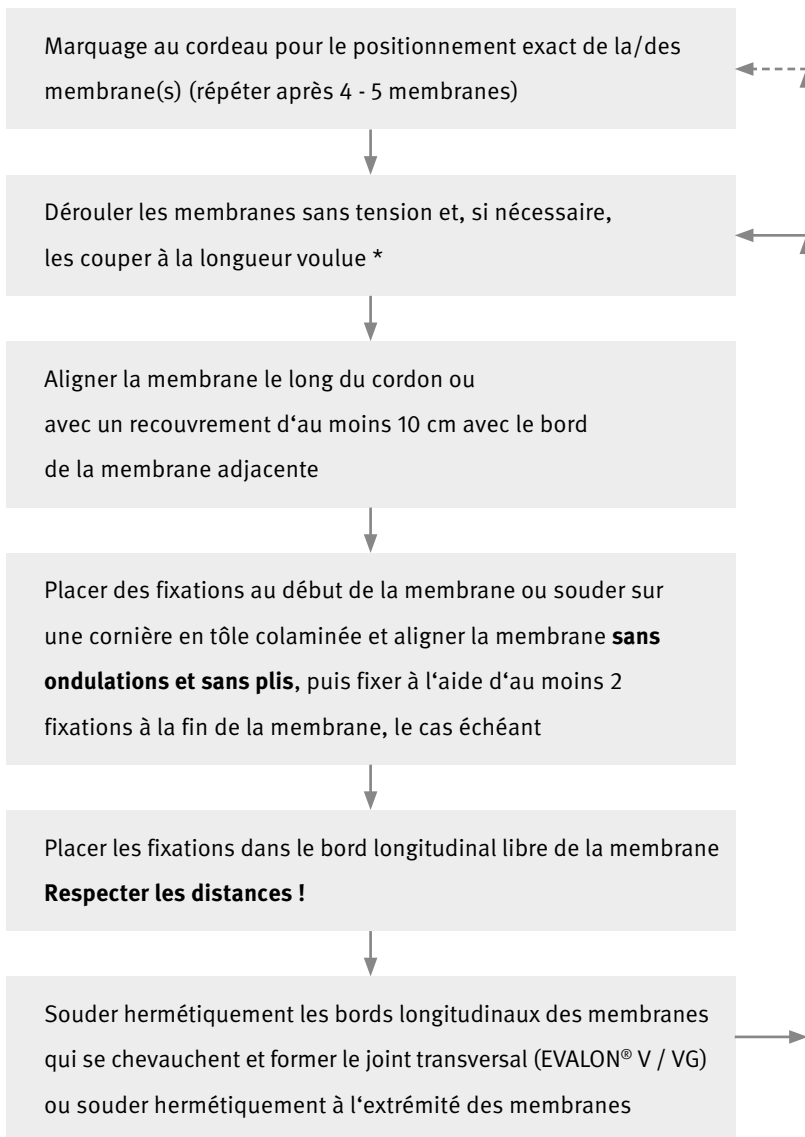 Marquage au cordeau pour le positionnement exact de la/des
membrane(s) (répéter après 4 - 5 membranes)
Dérouler les membranes sans tension et, si nécessaire,
les couper à la longueur voulue *
Aligner la membrane le long du cordon ou
avec un recouvrement d‘au moins 10 cm avec le bord
de la membrane adjacente
Placer des fixations au début de la membrane ou souder sur
une cornière en tôle colaminée et aligner la membrane sans
ondulations et sans plis, puis fixer à l‘aide d‘au moins 2
fixations à la fin de la membrane, le cas échéant
Placer les fixations dans le bord longitudinal libre de la membrane
Respecter les distances !
Souder hermétiquement les bords longitudinaux des membranes
qui se chevauchent et former le joint transversal (EVALON® V / VG)
ou souder hermétiquement à l‘extrémité des membranes